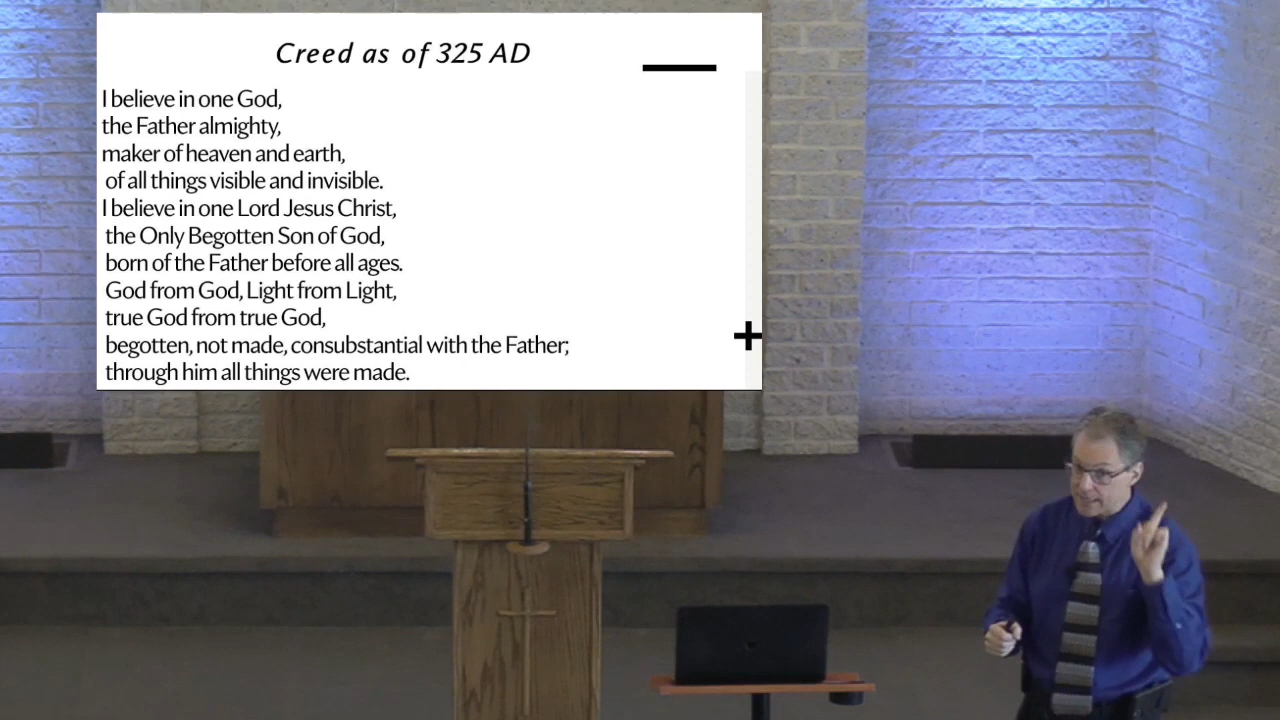 Creed as of 325 AD
I believe in one God,
the Father almighty,
maker of heaven and earth,
of all things visible and invisible.
I believe in one Lord Jesus Christ,
the Only Begotten Son of God,
born of the Father before all ages.
God from God, Light from Light,
true God from true God,
begotten, not made, consubstantial with the Father;
through him all things were made.